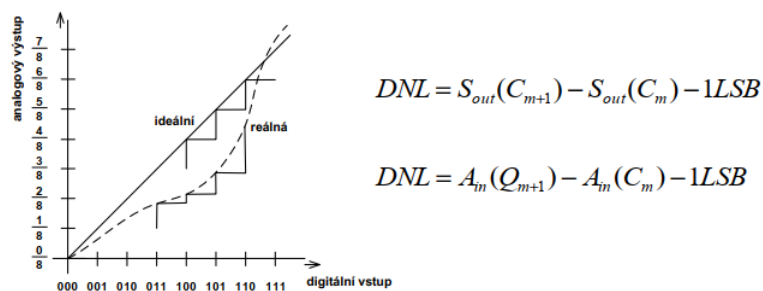 analogový výstup
7
8
6
8
5
8
4
8
3
8
2
8
1
8
0
8
ideální
reálná
000 001 010 011 100 101 110 111
digitální vstup
DNL = S_out(C_{m+1}) − S_out(C_m) − 1LSB
DNL = A_in(Q_{m+1}) − A_in(C_m) − 1LSB